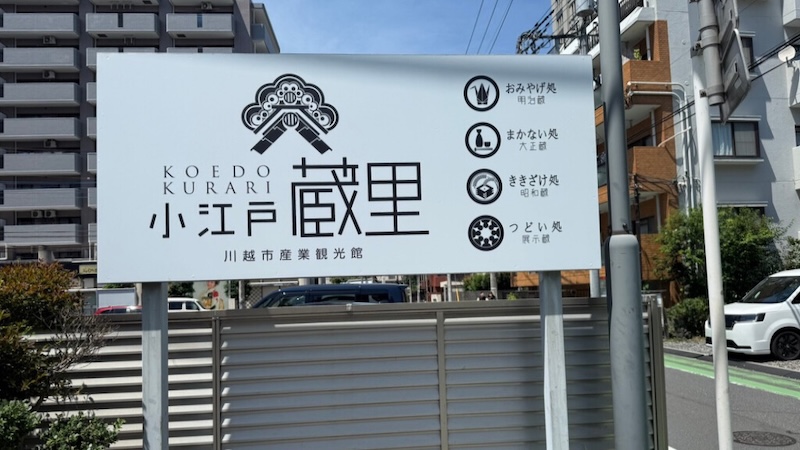 KOEDO
KURARI
小江戸 蔵里
川越市産業観光館
おみやげ処
明治蔵
まかない処
大正蔵
ききざけ処
昭和蔵
つどい処
展示蔵